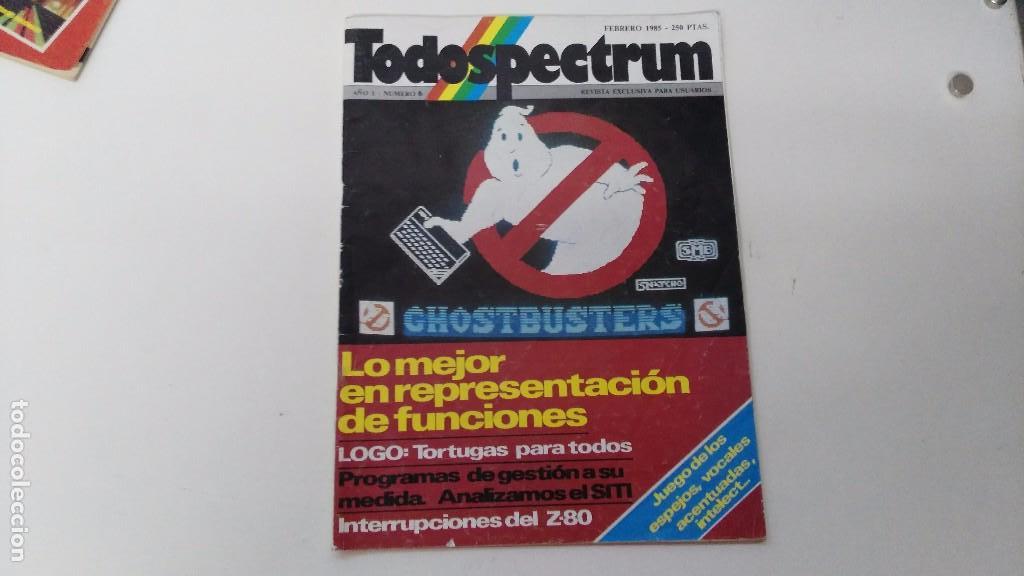 FEBRERO 1985 - 250 PTAS.
Todospectrum
AÑO 1 - NUMERO 6
REVISTA EXCLUSIVA PARA USUARIOS
SMB
SNATCHO
GHOSTBUSTERS
Lo mejor
en representación
de funciones
LOGO: Tortugas para todos
Programas de gestión a su
medida. Analizamos el SITI
Interrupciones del Z-80
Juego de los
espejos, vocales
acentuadas,
intelect...
todocoleccion